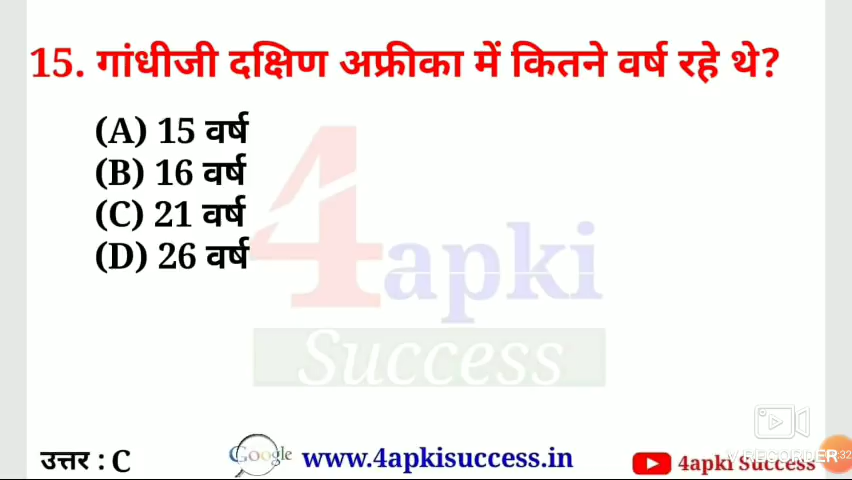 15. गांधीजी दक्षिण अफ्रीका में कितने वर्ष रहे थे?
(A) 15 वर्ष
(B) 16 वर्ष
(C) 21 वर्ष
(D) 26 वर्ष
4apki
Success
उत्तर : C
Google www.4apkisuccess.in
4apki Success
V RECORDER